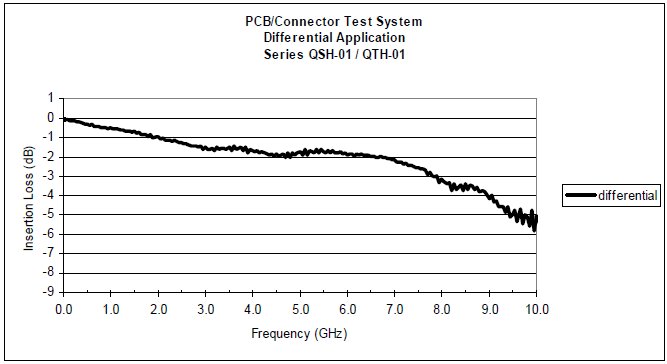 PCB/Connector Test System
Differential Application
Series QSH-01 / QTH-01
1
0
-1
-2
-3
-4
-5
-6
-7
-8
-9
Insertion Loss (dB)
0.0 1.0 2.0 3.0 4.0 5.0 6.0 7.0 8.0 9.0 10.0
Frequency (GHz)
differential